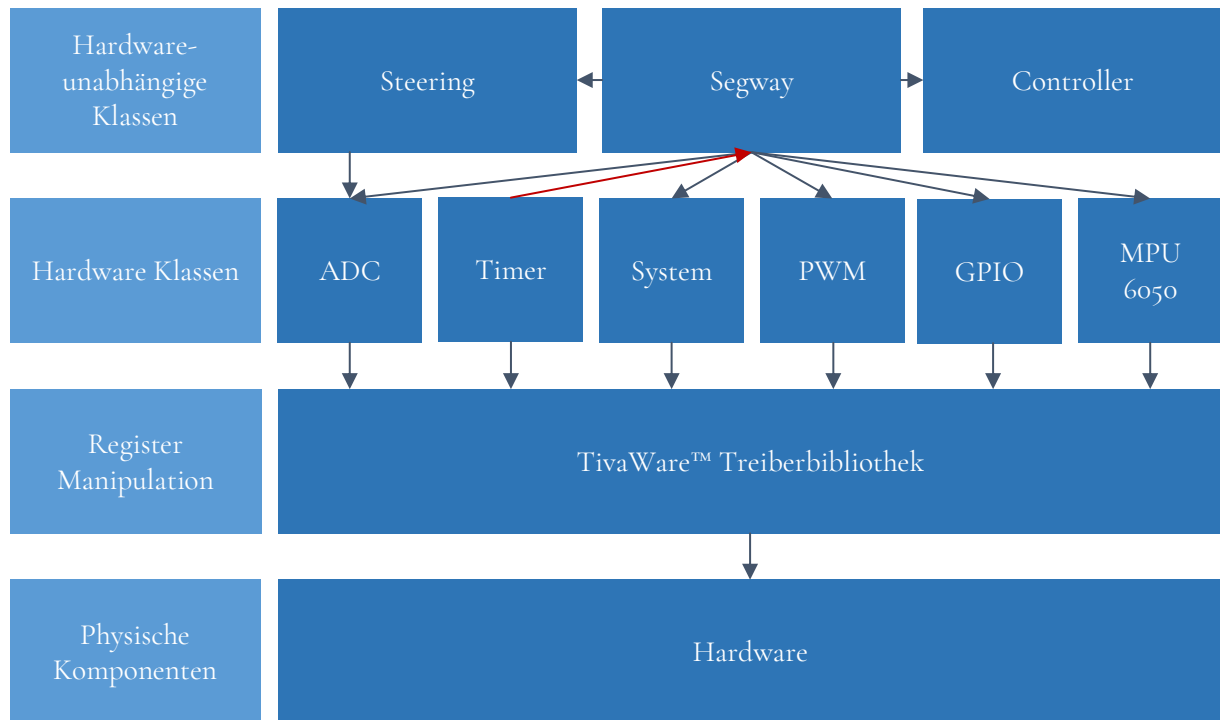 Hardware-
unabhängige
Klassen
Steering
Segway
Controller
Hardware Klassen
ADC
Timer
System
PWM
GPIO
MPU
6050
Register
Manipulation
TivaWare™ Treiberbibliothek
Physische
Komponenten
Hardware